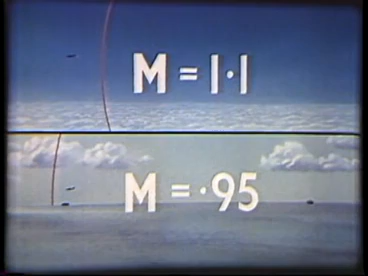 M = 1·1
M = ·95